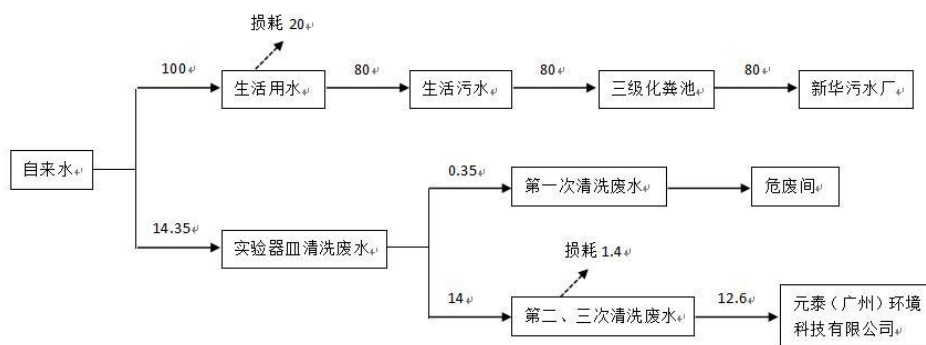 损耗 20
100
生活用水
80
生活污水
80
三级化粪池
80
新华污水厂
自来水
0.35
第一次清洗废水
危废间
14.35
实验器皿清洗废水
损耗 1.4
14
第二、三次清洗废水
12.6
元泰（广州）环境
科技有限公司